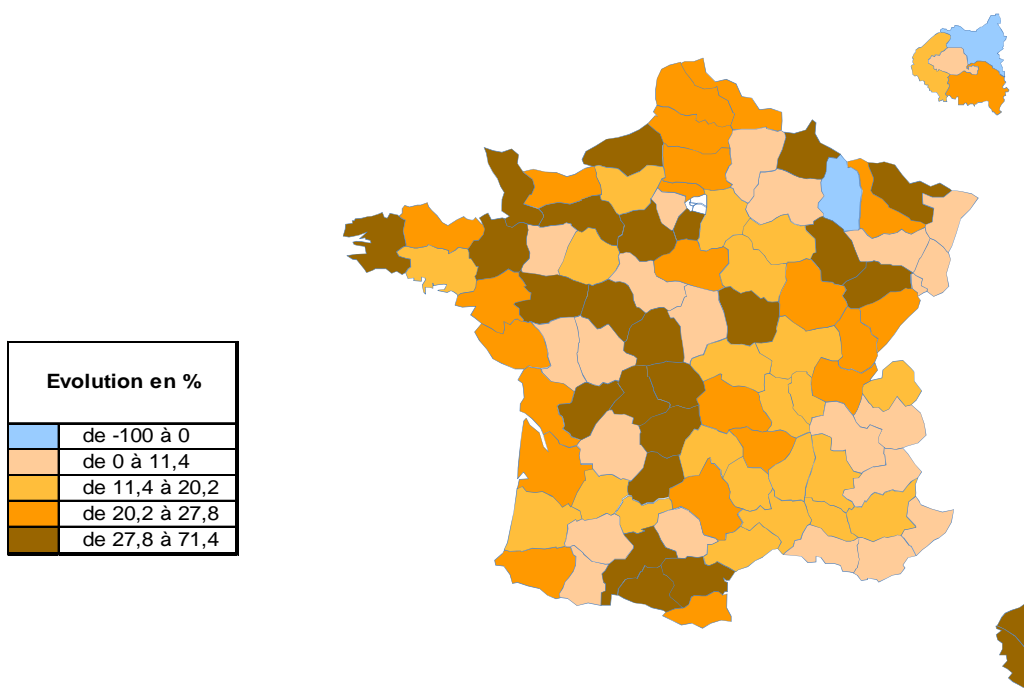 Evolution en %
de -100 à 0
de 0 à 11,4
de 11,4 à 20,2
de 20,2 à 27,8
de 27,8 à 71,4